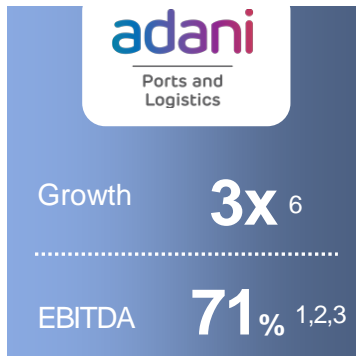 adani
Ports and
Logistics
Growth 3x 6
EBITDA 71% 1,2,3